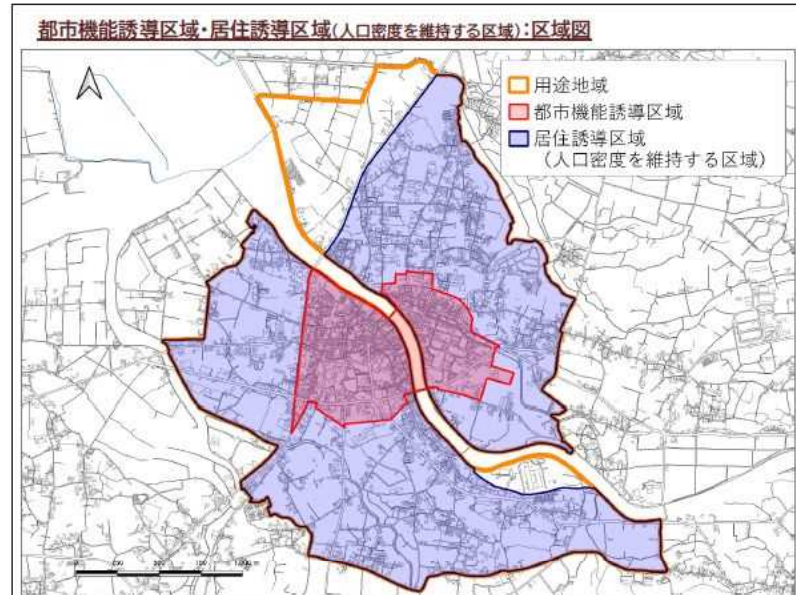 都市機能誘導区域・居住誘導区域(人口密度を維持する区域):区域図
用途地域
都市機能誘導区域
居住誘導区域
(人口密度を維持する区域)